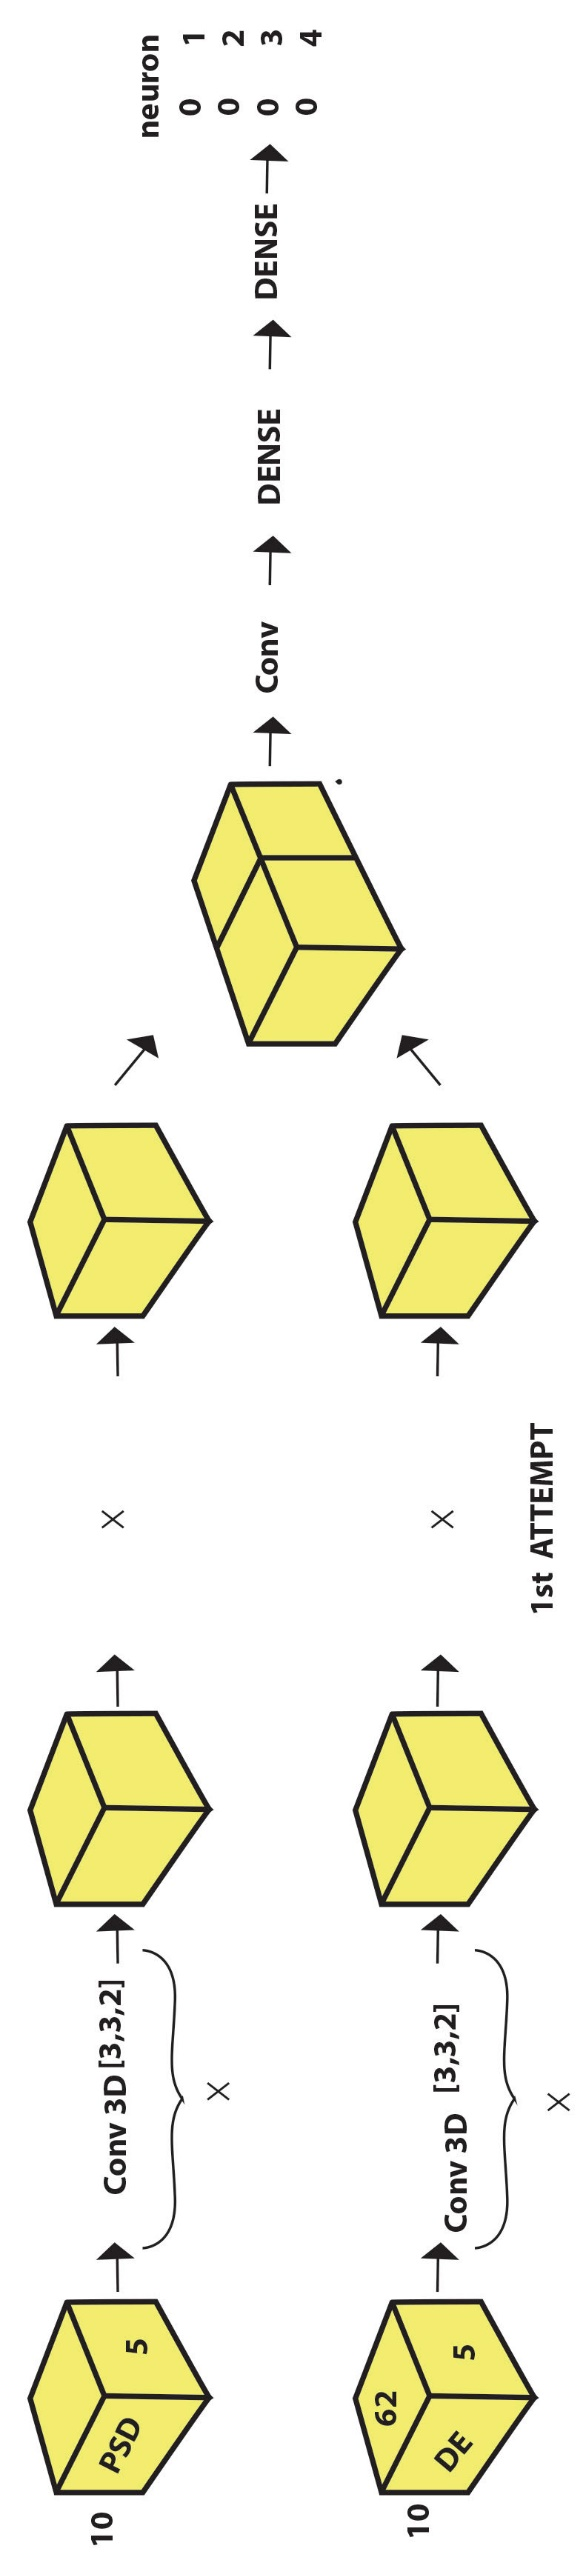 10
PSD
5
Conv 3D [3,3,2]
X
X
10
62
DE
5
Conv 3D [3,3,2]
X
X
1st ATTEMPT
Conv
DENSE
DENSE
neuron
0 1
0 2
0 3
0 4